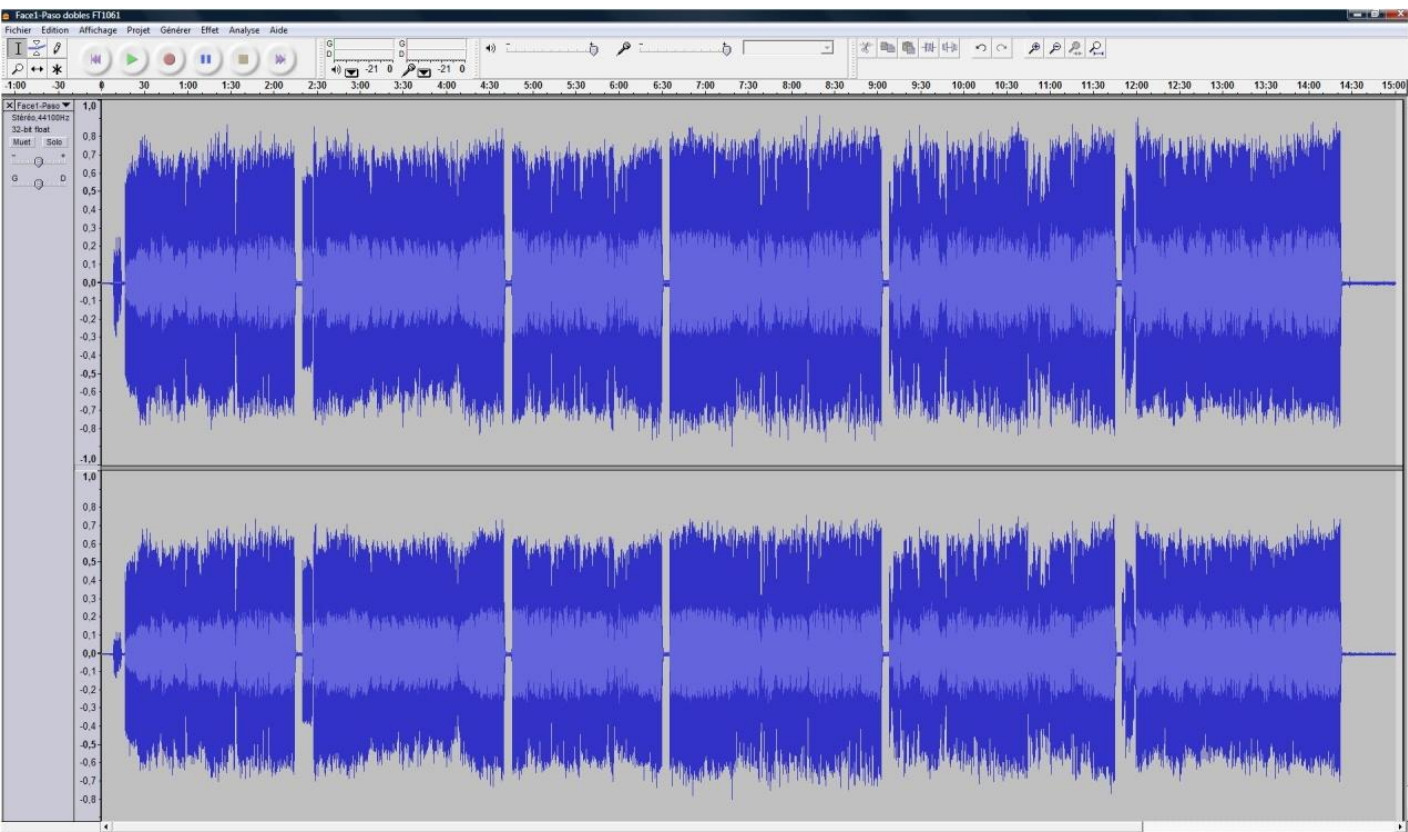 Face1-Paso dobles FT1061
Fichier Edition Affichage Projet Générer Effet Analyse Aide
G
D
G
D
-21 0 -21 0
-1:00 -30 0 30 1:00 1:30 2:00 2:30 3:00 3:30 4:00 4:30 5:00 5:30 6:00 6:30 7:00 7:30 8:00 8:30 9:00 9:30 10:00 10:30 11:00 11:30 12:00 12:30 13:00 13:30 14:00 14:30 15:00
Face1-Paso
Stéréo,44100Hz
32-bit float
Muet Solo
- +
G D
1,0
0,8
0,7
0,6
0,5
0,4
0,3
0,2
0,1
0,0
-0,1
-0,2
-0,3
-0,4
-0,5
-0,6
-0,7
-0,8
-1,0
1,0
0,8
0,7
0,6
0,5
0,4
0,3
0,2
0,1
0,0
-0,1
-0,2
-0,3
-0,4
-0,5
-0,6
-0,7
-0,8